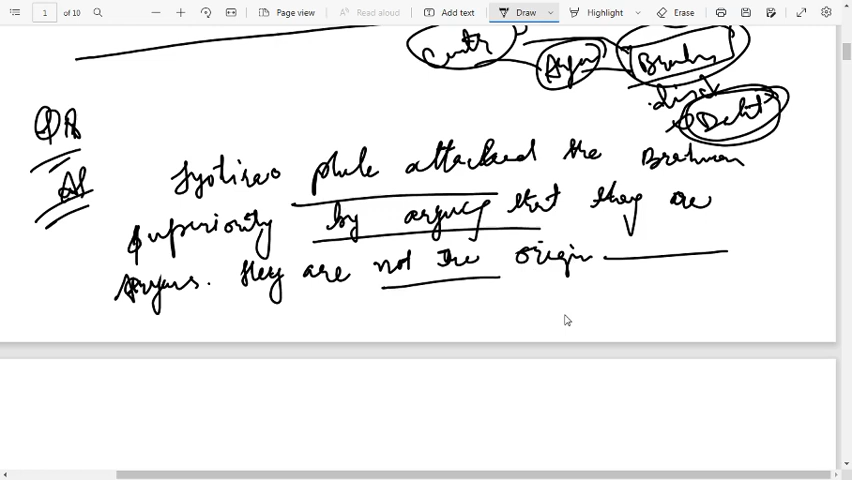 1 of 10 Page view Read aloud Add text Draw Highlight Erase
Centr
Aryan Brahm
Dalit
Q
Jyotirao phule attacked the Brahman
superiority by arguing that they are
Aryans. they are not the origin